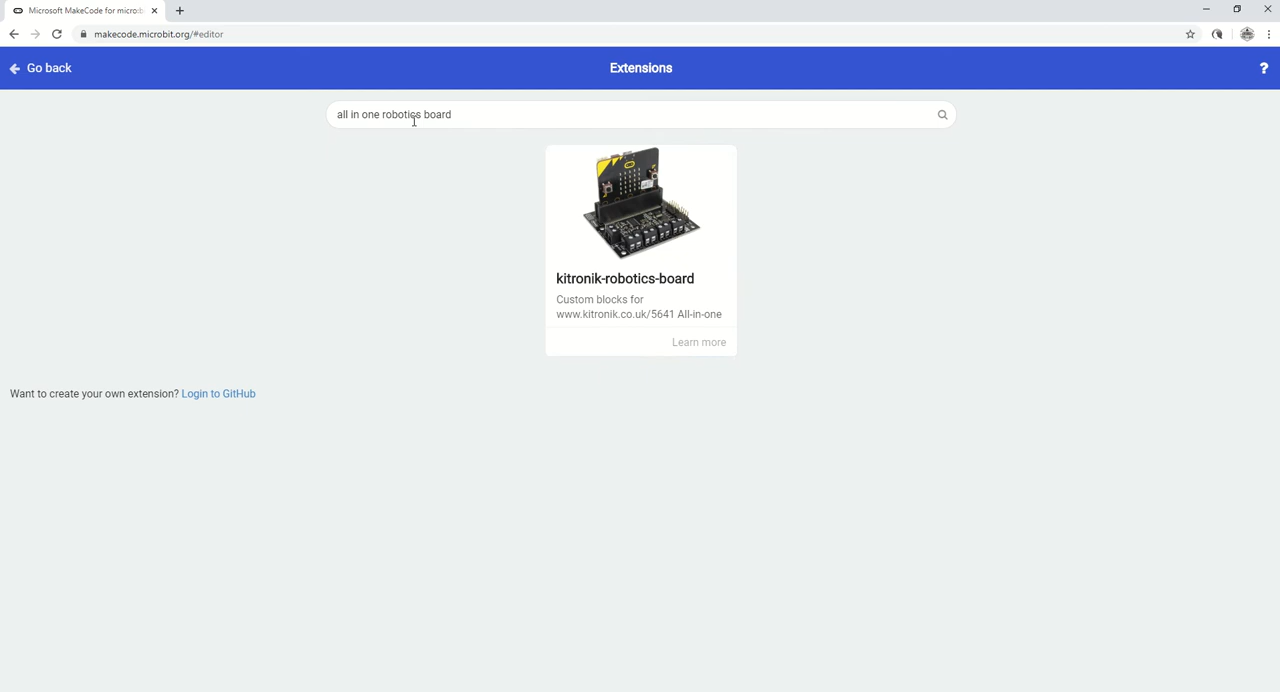 Microsoft MakeCode for micro:b
makecode.microbit.org/#editor
Go back
Extensions
?
all in one robotics board
kitronik-robotics-board
Custom blocks for
www.kitronik.co.uk/5641 All-in-one
Learn more
Want to create your own extension? Login to GitHub